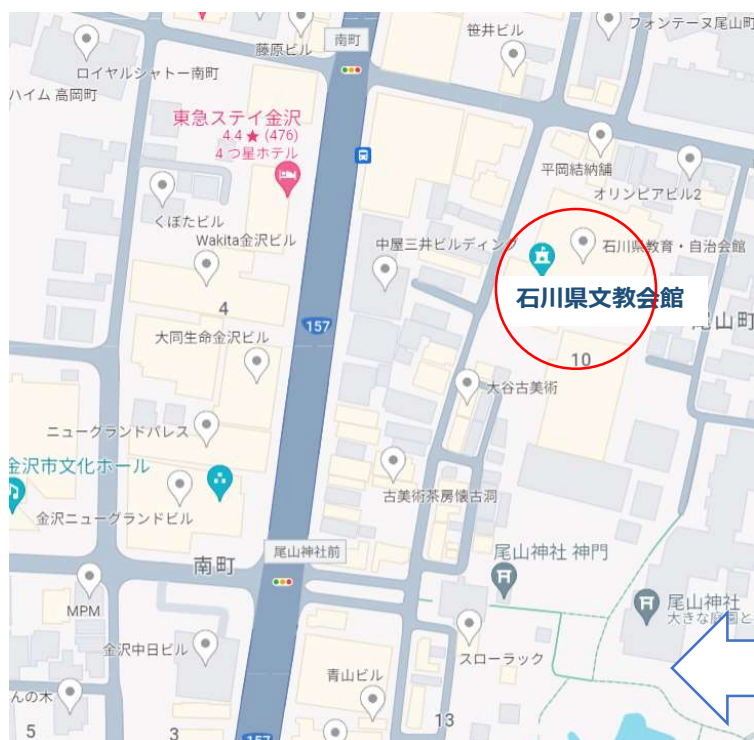 笹井ビル
フォンテーヌ尾山町
藤原ビル
南町
ロイヤルシャトー南町
ハイム 高岡町
東急ステイ金沢
4.4 ★ (476)
4 つ星ホテル
平岡結納舗
オリンピアビル2
くぼたビル
Wakita金沢ビル
中屋三井ビルディング
石川県教育・自治会館
石川県文教会館
尾山町
4
157
大同生命金沢ビル
10
大谷古美術
ニューグランドパレス
金沢市文化ホール
古美術茶房懐古洞
金沢ニューグランドビル
尾山神社前
南町
尾山神社 神門
尾山神社
大きな庭園と
MPM
金沢中日ビル
スローラック
青山ビル
んの木
13
5
3
157